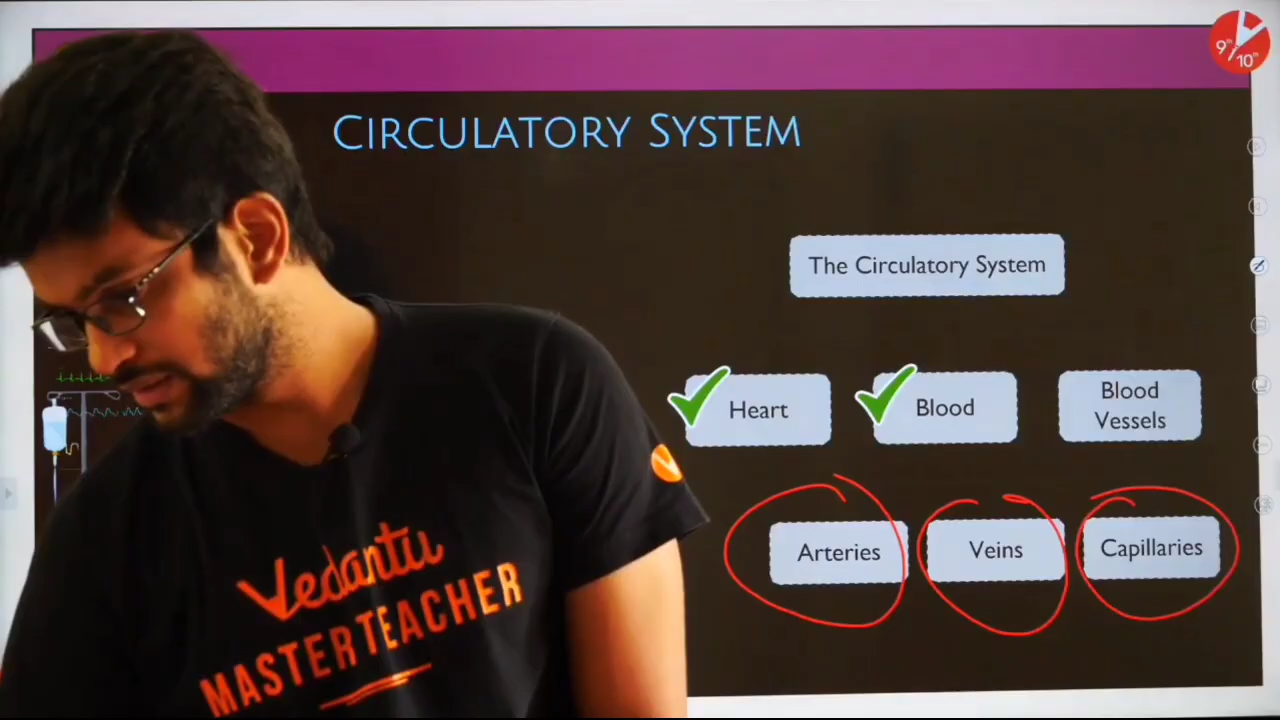 9th
10th
CIRCULATORY SYSTEM
The Circulatory System
Heart
Blood
Blood
Vessels
Arteries
Veins
Capillaries
Vedantu
MASTER TEACHER